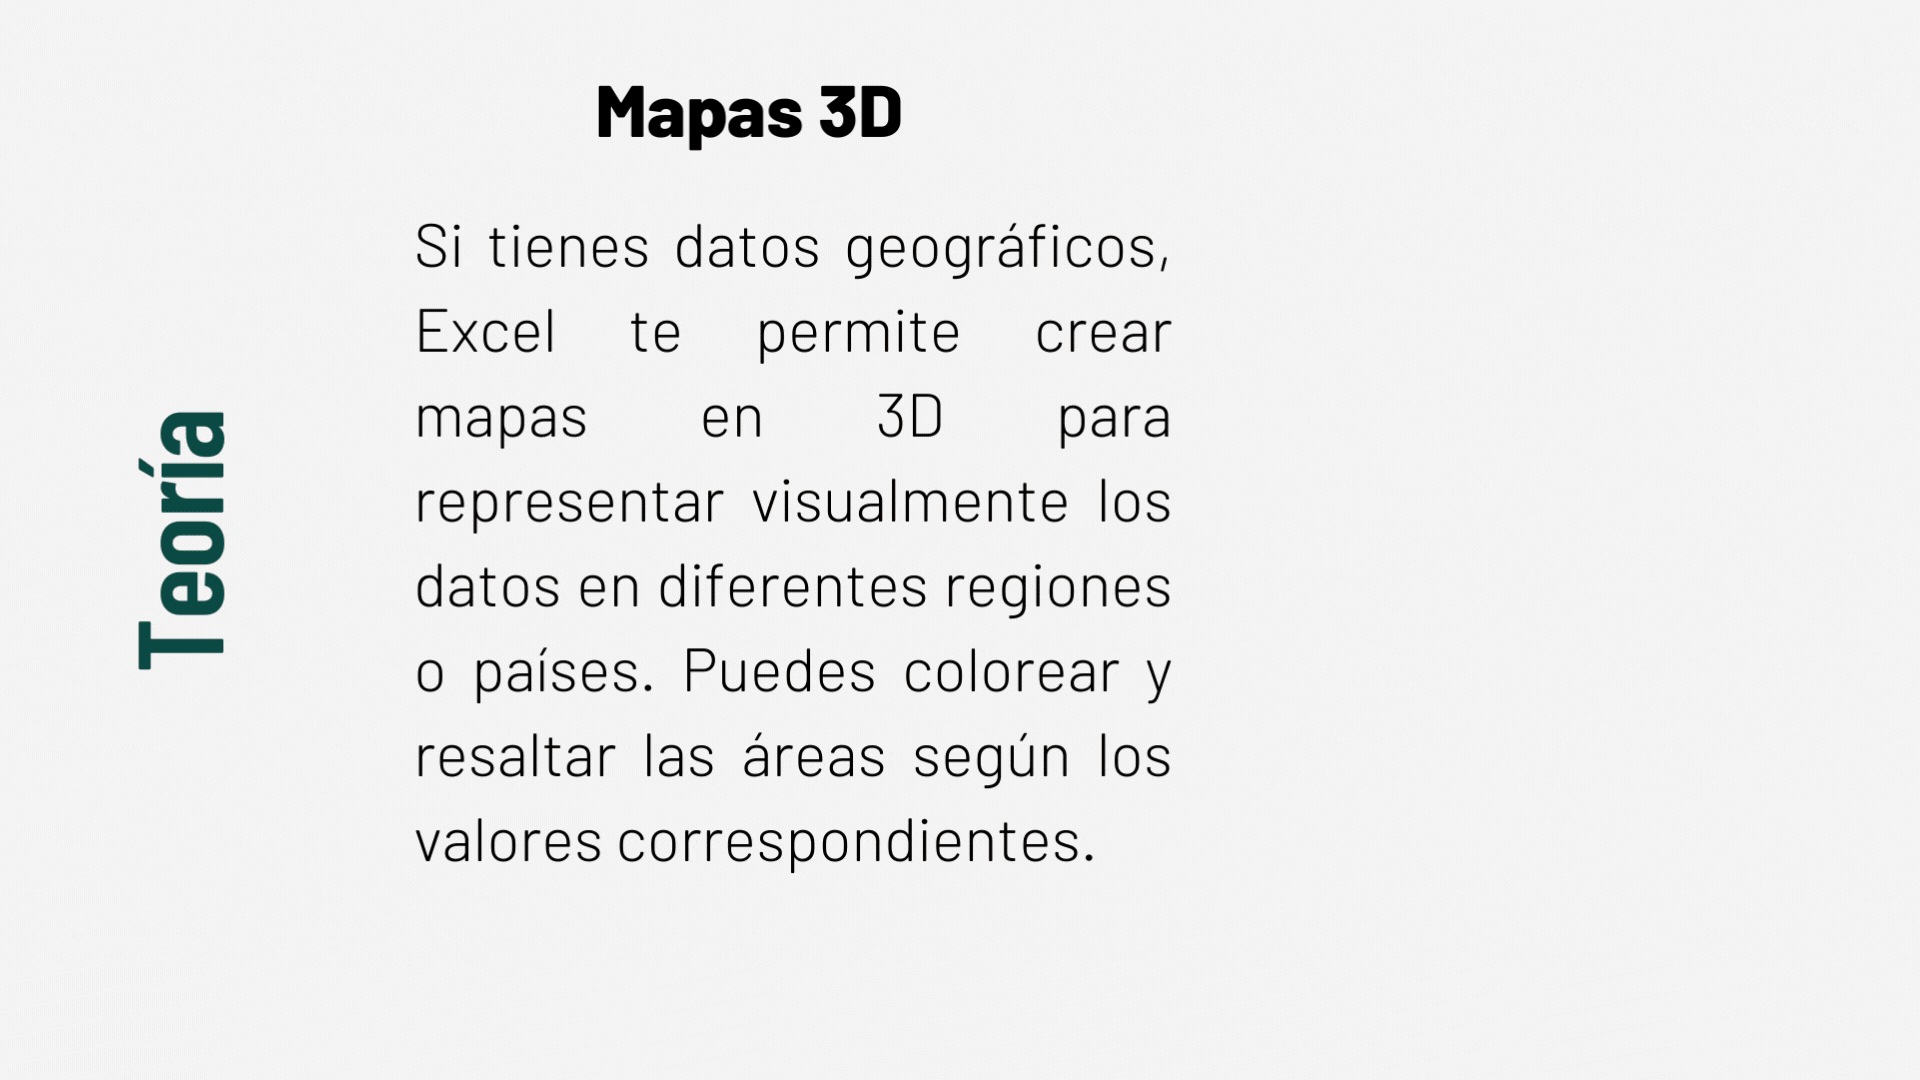 Mapas 3D
Teoría
Si tienes datos geográficos,
Excel te permite crear
mapas en 3D para
representar visualmente los
datos en diferentes regiones
o países. Puedes colorear y
resaltar las áreas según los
valores correspondientes.